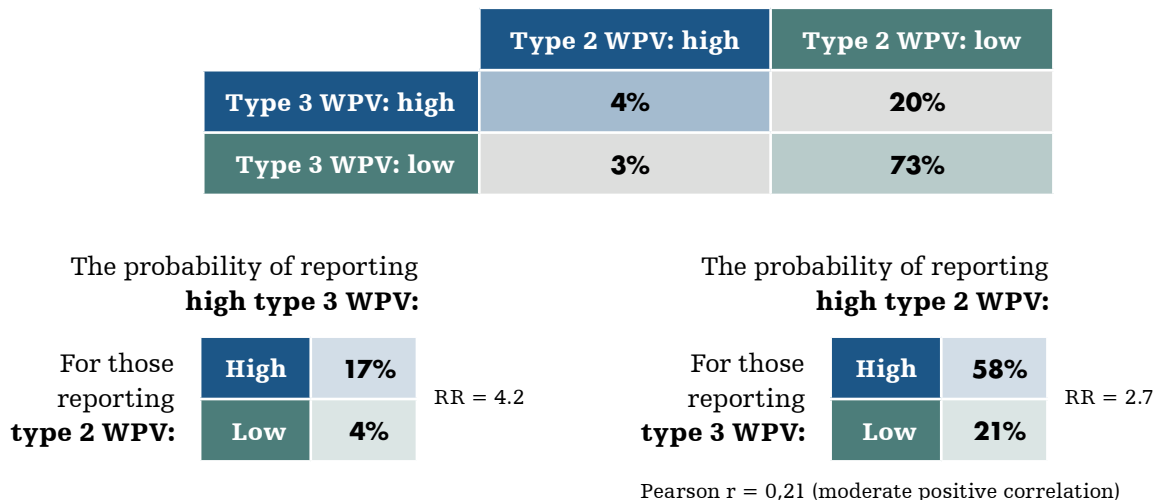 Type 2 WPV: high Type 2 WPV: low
Type 3 WPV: high 4% 20%
Type 3 WPV: low 3% 73%
The probability of reporting
high type 3 WPV:
For those
reporting
type 2 WPV:
High 17%
Low 4%
RR = 4.2
The probability of reporting
high type 2 WPV:
For those
reporting
type 3 WPV:
High 58%
Low 21%
RR = 2.7
Pearson r = 0,21 (moderate positive correlation)